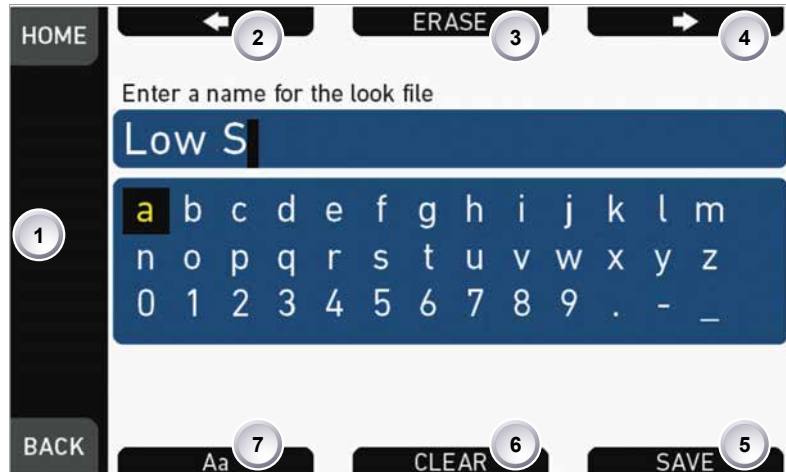 HOME
2
ERASE
3
4
Enter a name for the look file
Low S
a b c d e f g h i j k l m
1
n o p q r s t u v w x y z
0 1 2 3 4 5 6 7 8 9 . - _
BACK
Aa
7
CLEAR
6
SAVE
5